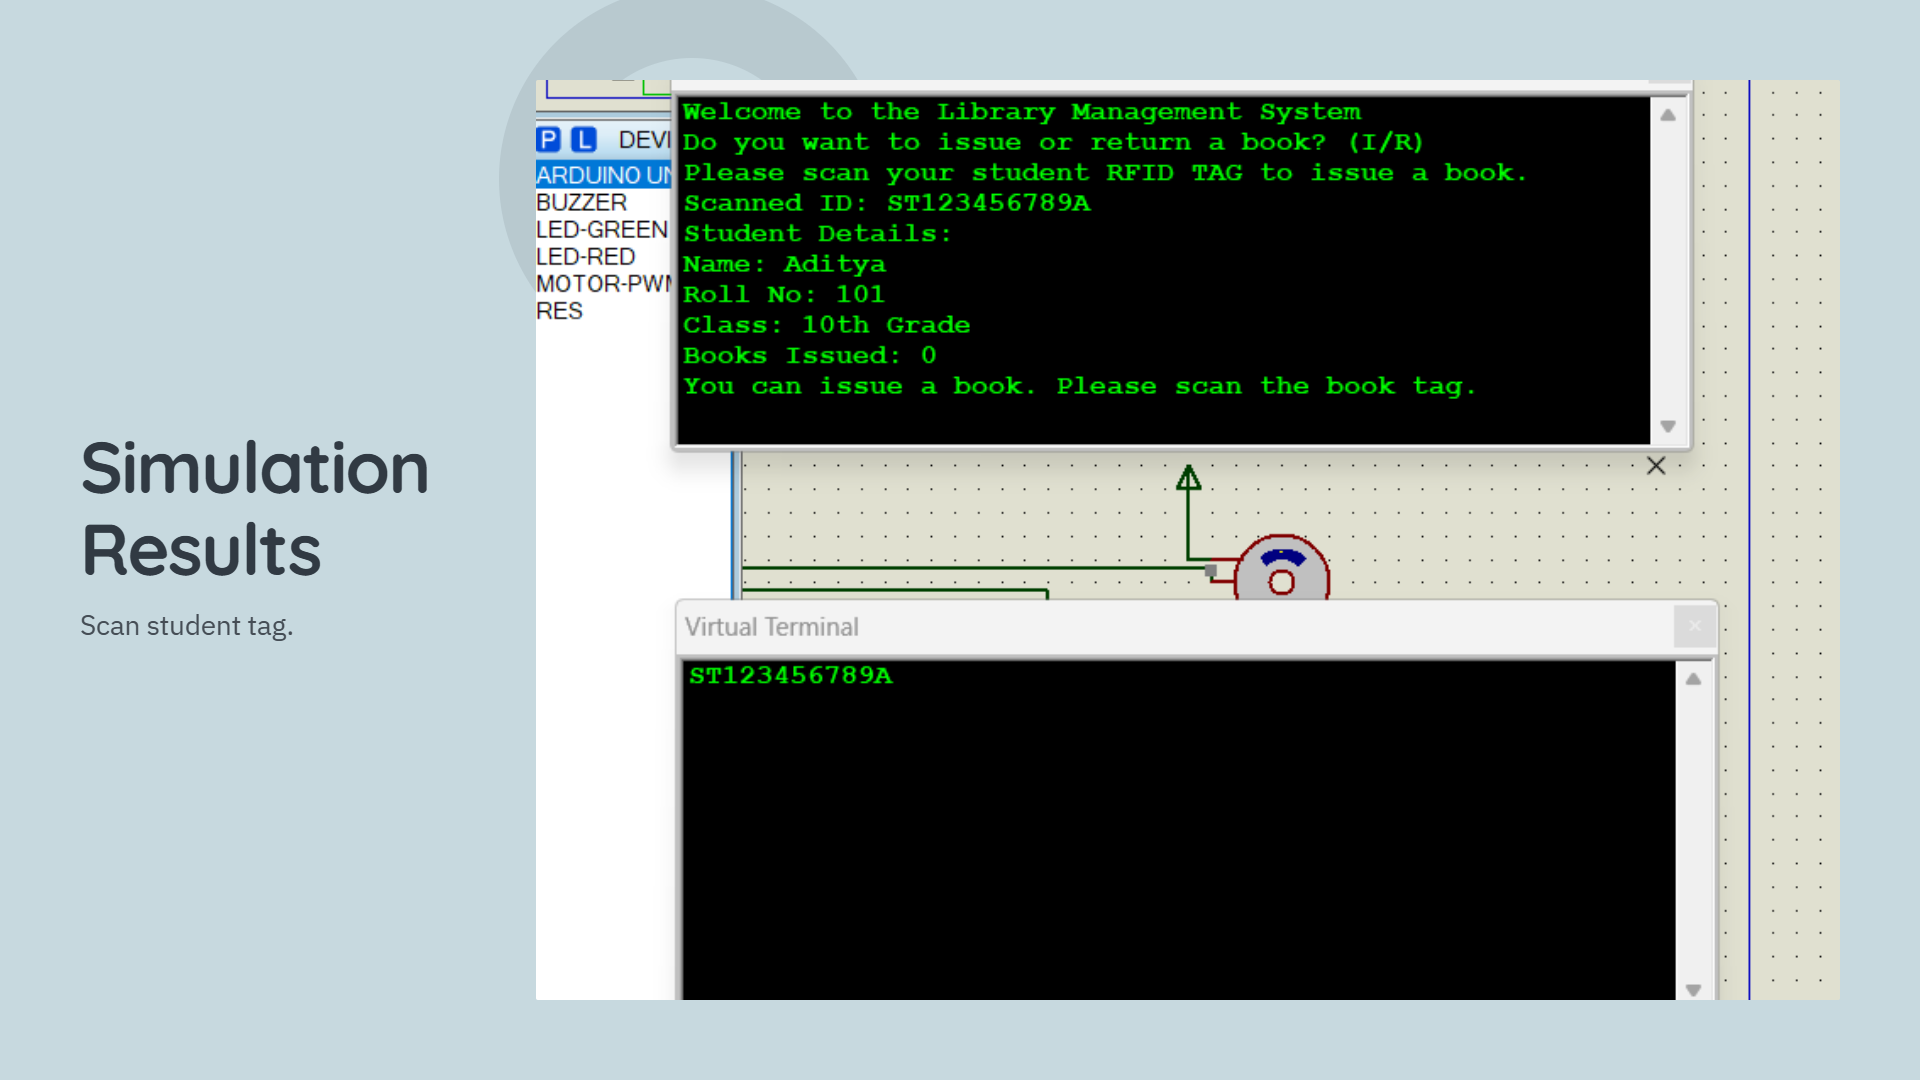 Simulation
Results
Scan student tag.
P L DEVI
ARDUINO UN
BUZZER
LED-GREEN
LED-RED
MOTOR-PWM
RES
Welcome to the Library Management System
Do you want to issue or return a book? (I/R)
Please scan your student RFID TAG to issue a book.
Scanned ID: ST123456789A
Student Details:
Name: Aditya
Roll No: 101
Class: 10th Grade
Books Issued: 0
You can issue a book. Please scan the book tag.
Virtual Terminal
ST123456789A